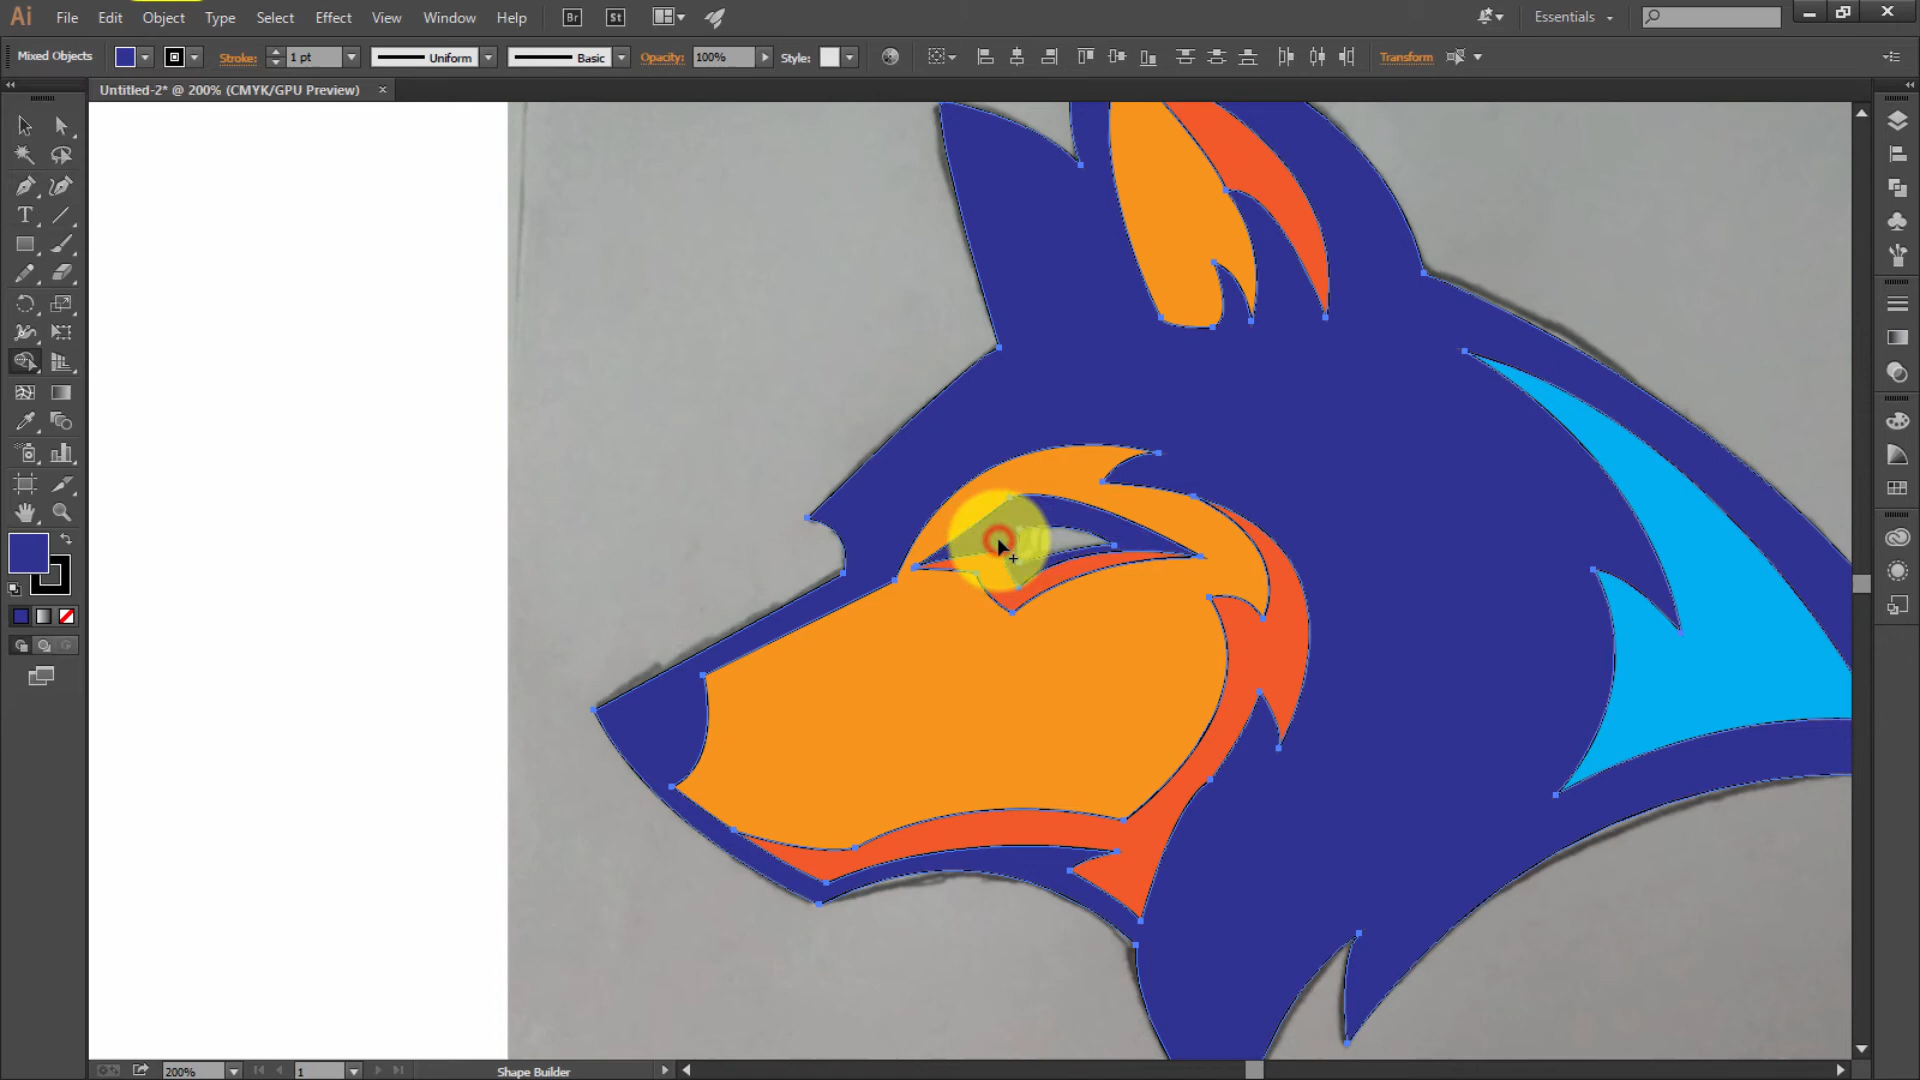 Ai File Edit Object Type Select Effect View Window Help Br St Essentials
Mixed Objects Stroke: 1 pt Uniform Basic Opacity: 100% Style: Transform
Untitled-2* @ 200% (CMYK/GPU Preview)
T
200% 1 Shape Builder